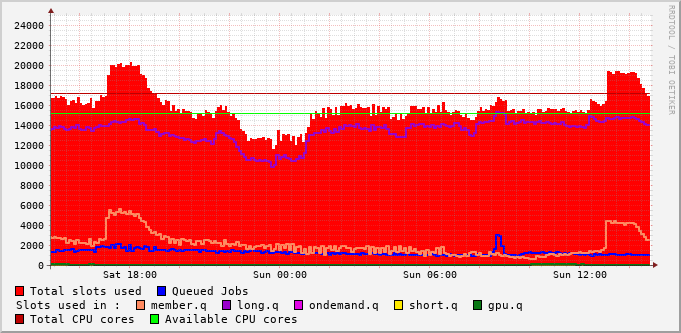 RRDTOOL / TOBI OETIKER
24000
22000
20000
18000
16000
14000
12000
10000
8000
6000
4000
2000
0
Sat 18:00 Sun 00:00 Sun 06:00 Sun 12:00
Total slots used Queued Jobs
Slots used in : member.q long.q ondemand.q short.q gpu.q
Total CPU cores Available CPU cores